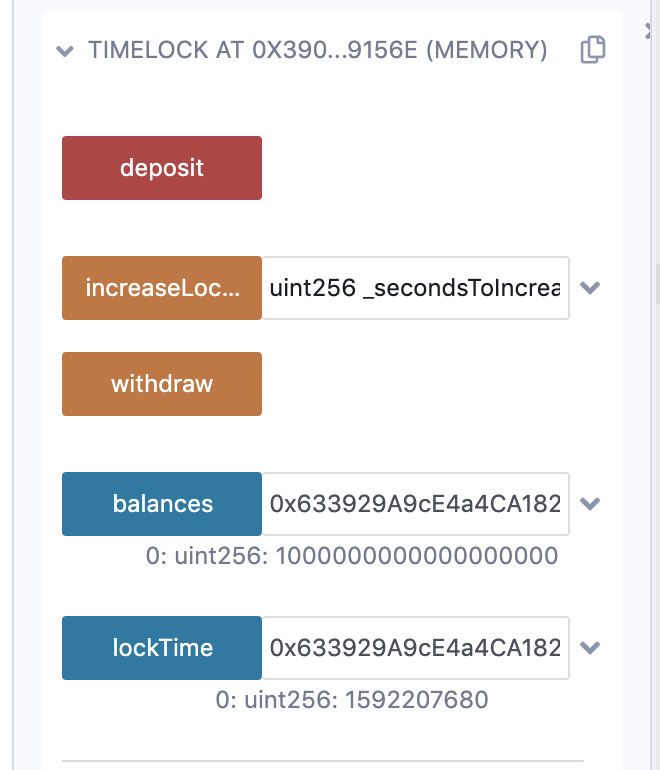 TIMELOCK AT 0X390...9156E (MEMORY)
deposit
increaseLoc... uint256 _secondsToIncrea
withdraw
balances 0x633929A9cE4a4CA182
0: uint256: 1000000000000000000
lockTime 0x633929A9cE4a4CA182
0: uint256: 1592207680